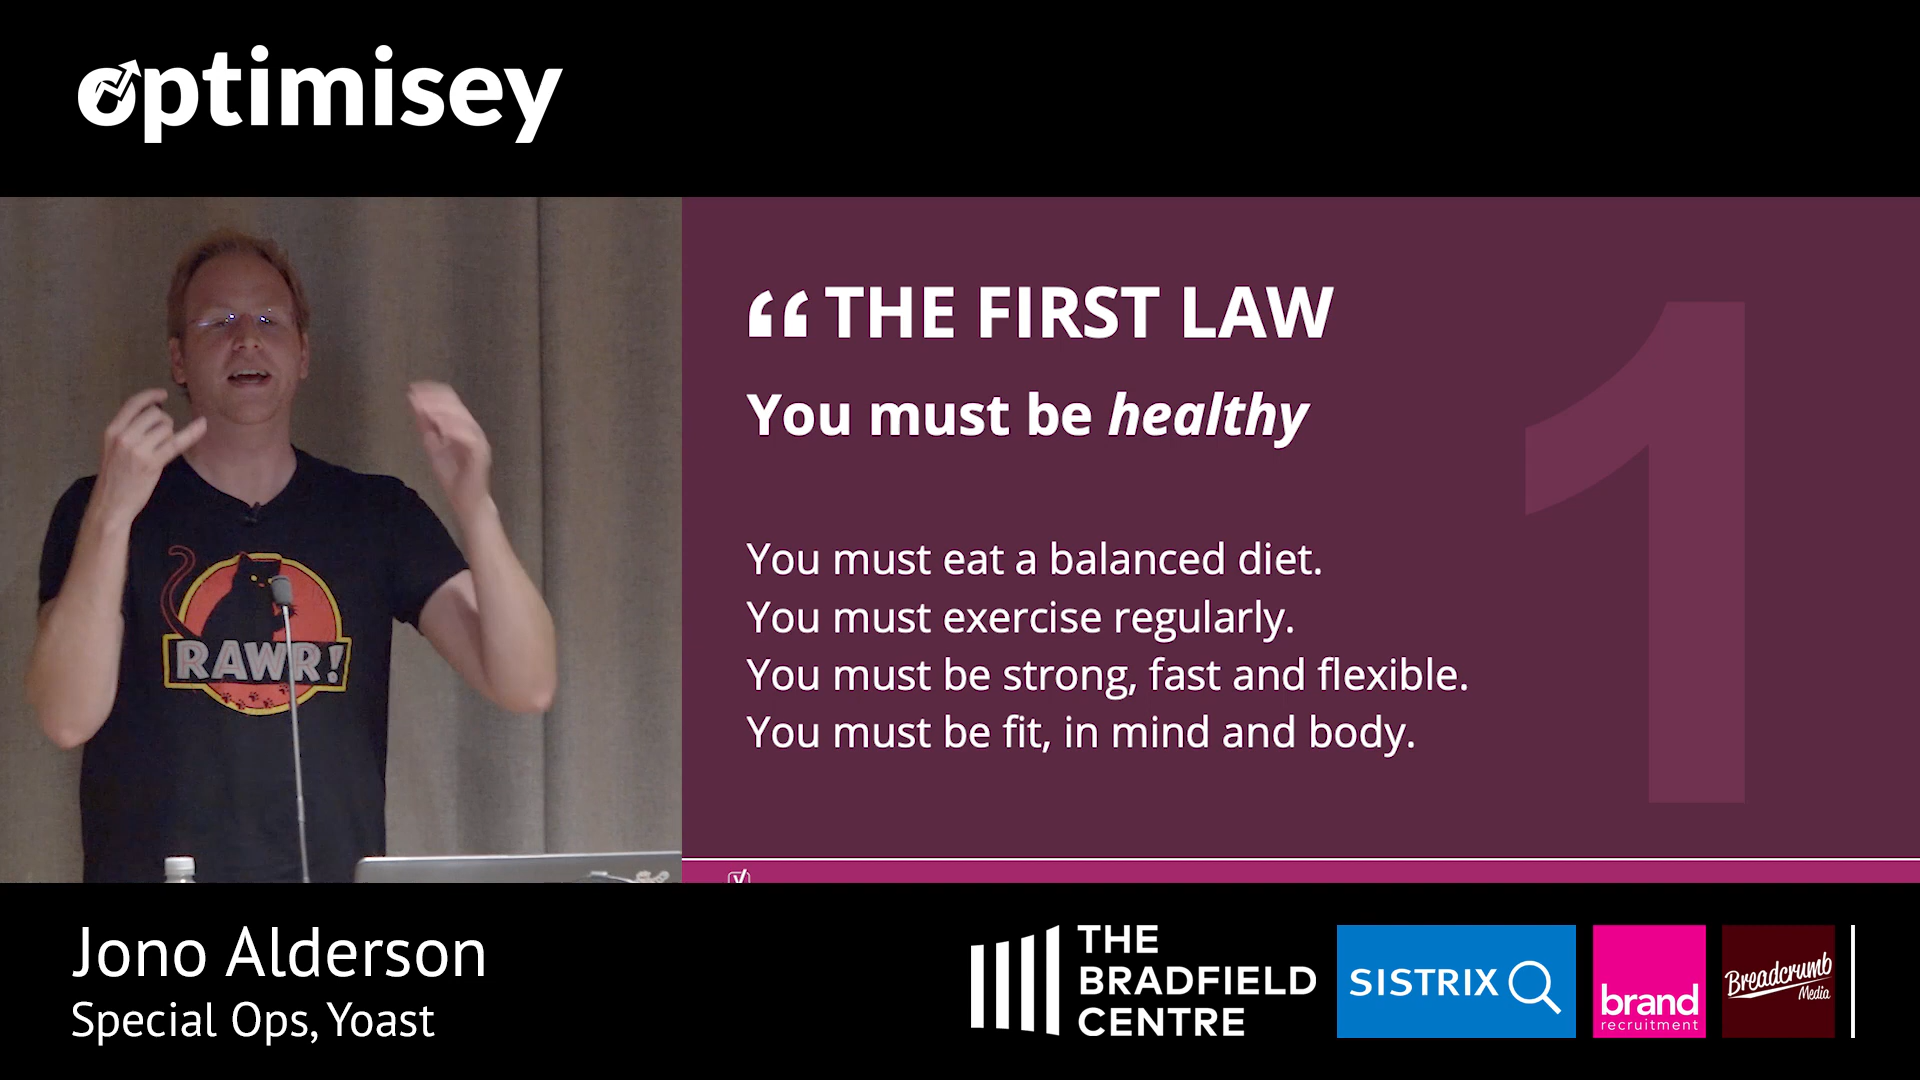 optimisey
“ THE FIRST LAW
You must be healthy
You must eat a balanced diet.
You must exercise regularly.
You must be strong, fast and flexible.
You must be fit, in mind and body.
1
RAWR!
Jono Alderson
Special Ops, Yoast
THE
BRADFIELD
CENTRE
SISTRIX
brand
recruitment
Breadcrumb
Media